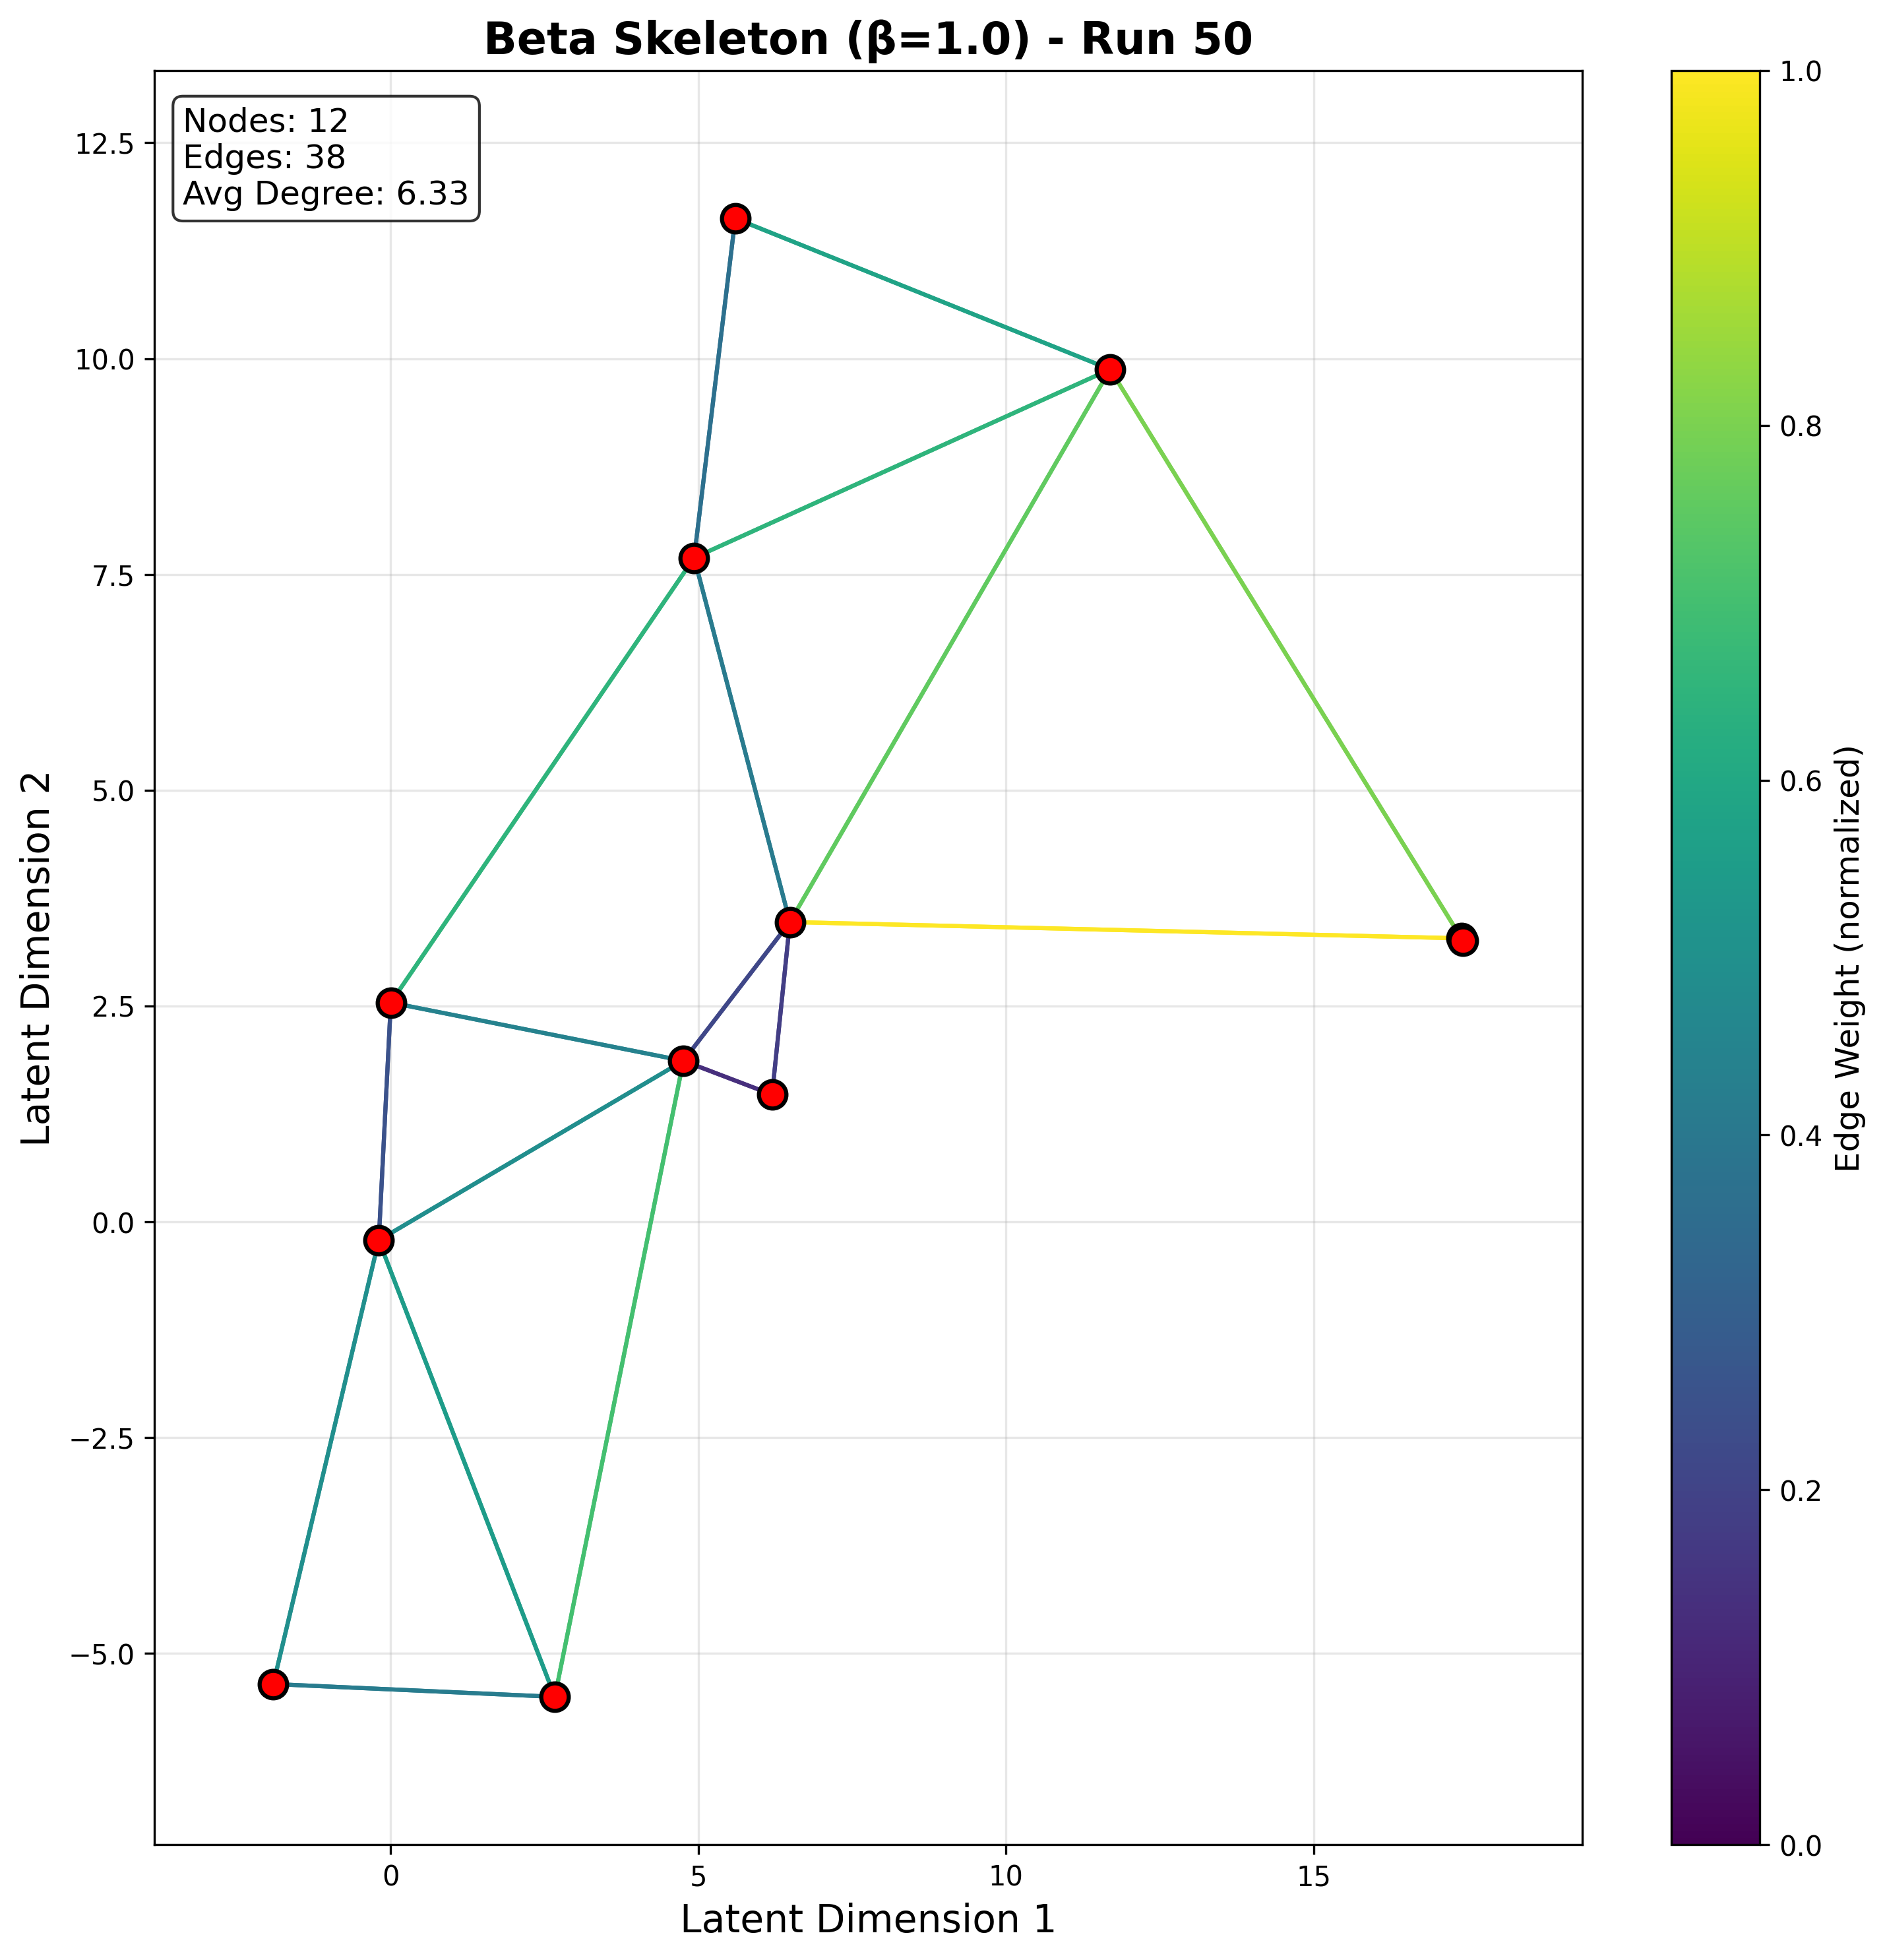 Beta Skeleton (β=1.0) - Run 50
Nodes: 12
Edges: 38
Avg Degree: 6.33
12.5
10.0
7.5
5.0
2.5
0.0
−2.5
−5.0
Latent Dimension 2
0
5
10
15
Latent Dimension 1
1.0
0.8
0.6
0.4
0.2
0.0
Edge Weight (normalized)